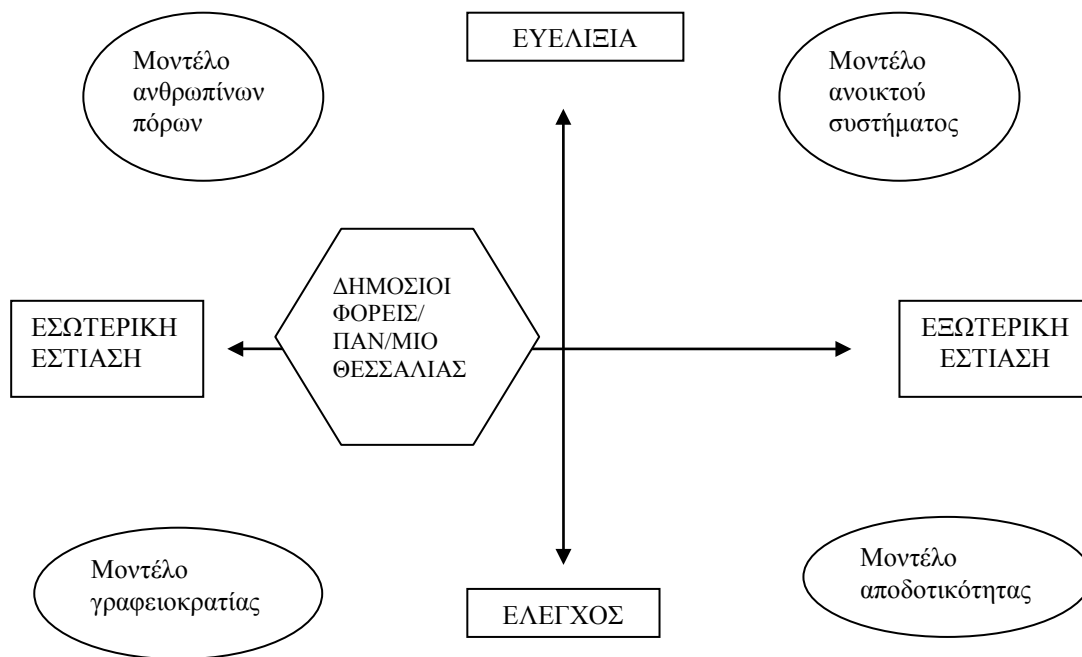 ΕΥΕΛΙΞΙΑ
Μοντέλο
ανθρωπίνων
πόρων
Μοντέλο
ανοικτού
συστήματος
ΔΗΜΟΣΙΟΙ
ΦΟΡΕΙΣ/
ΠΑΝ/ΜΙΟ
ΘΕΣΣΑΛΙΑΣ
ΕΣΩΤΕΡΙΚΗ
ΕΣΤΙΑΣΗ
ΕΞΩΤΕΡΙΚΗ
ΕΣΤΙΑΣΗ
Μοντέλο
γραφειοκρατίας
ΕΛΕΓΧΟΣ
Μοντέλο
αποδοτικότητας